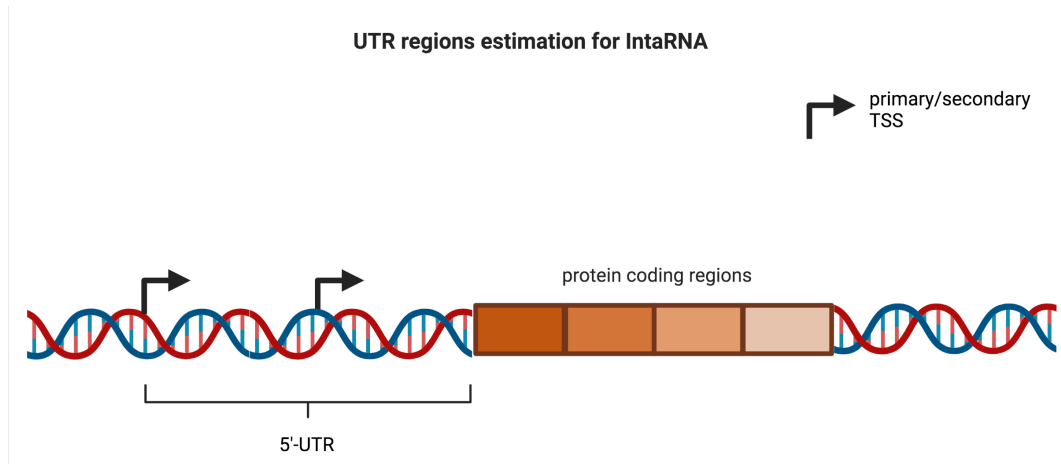 UTR regions estimation for IntaRNA
primary/secondary
TSS
protein coding regions
5'-UTR